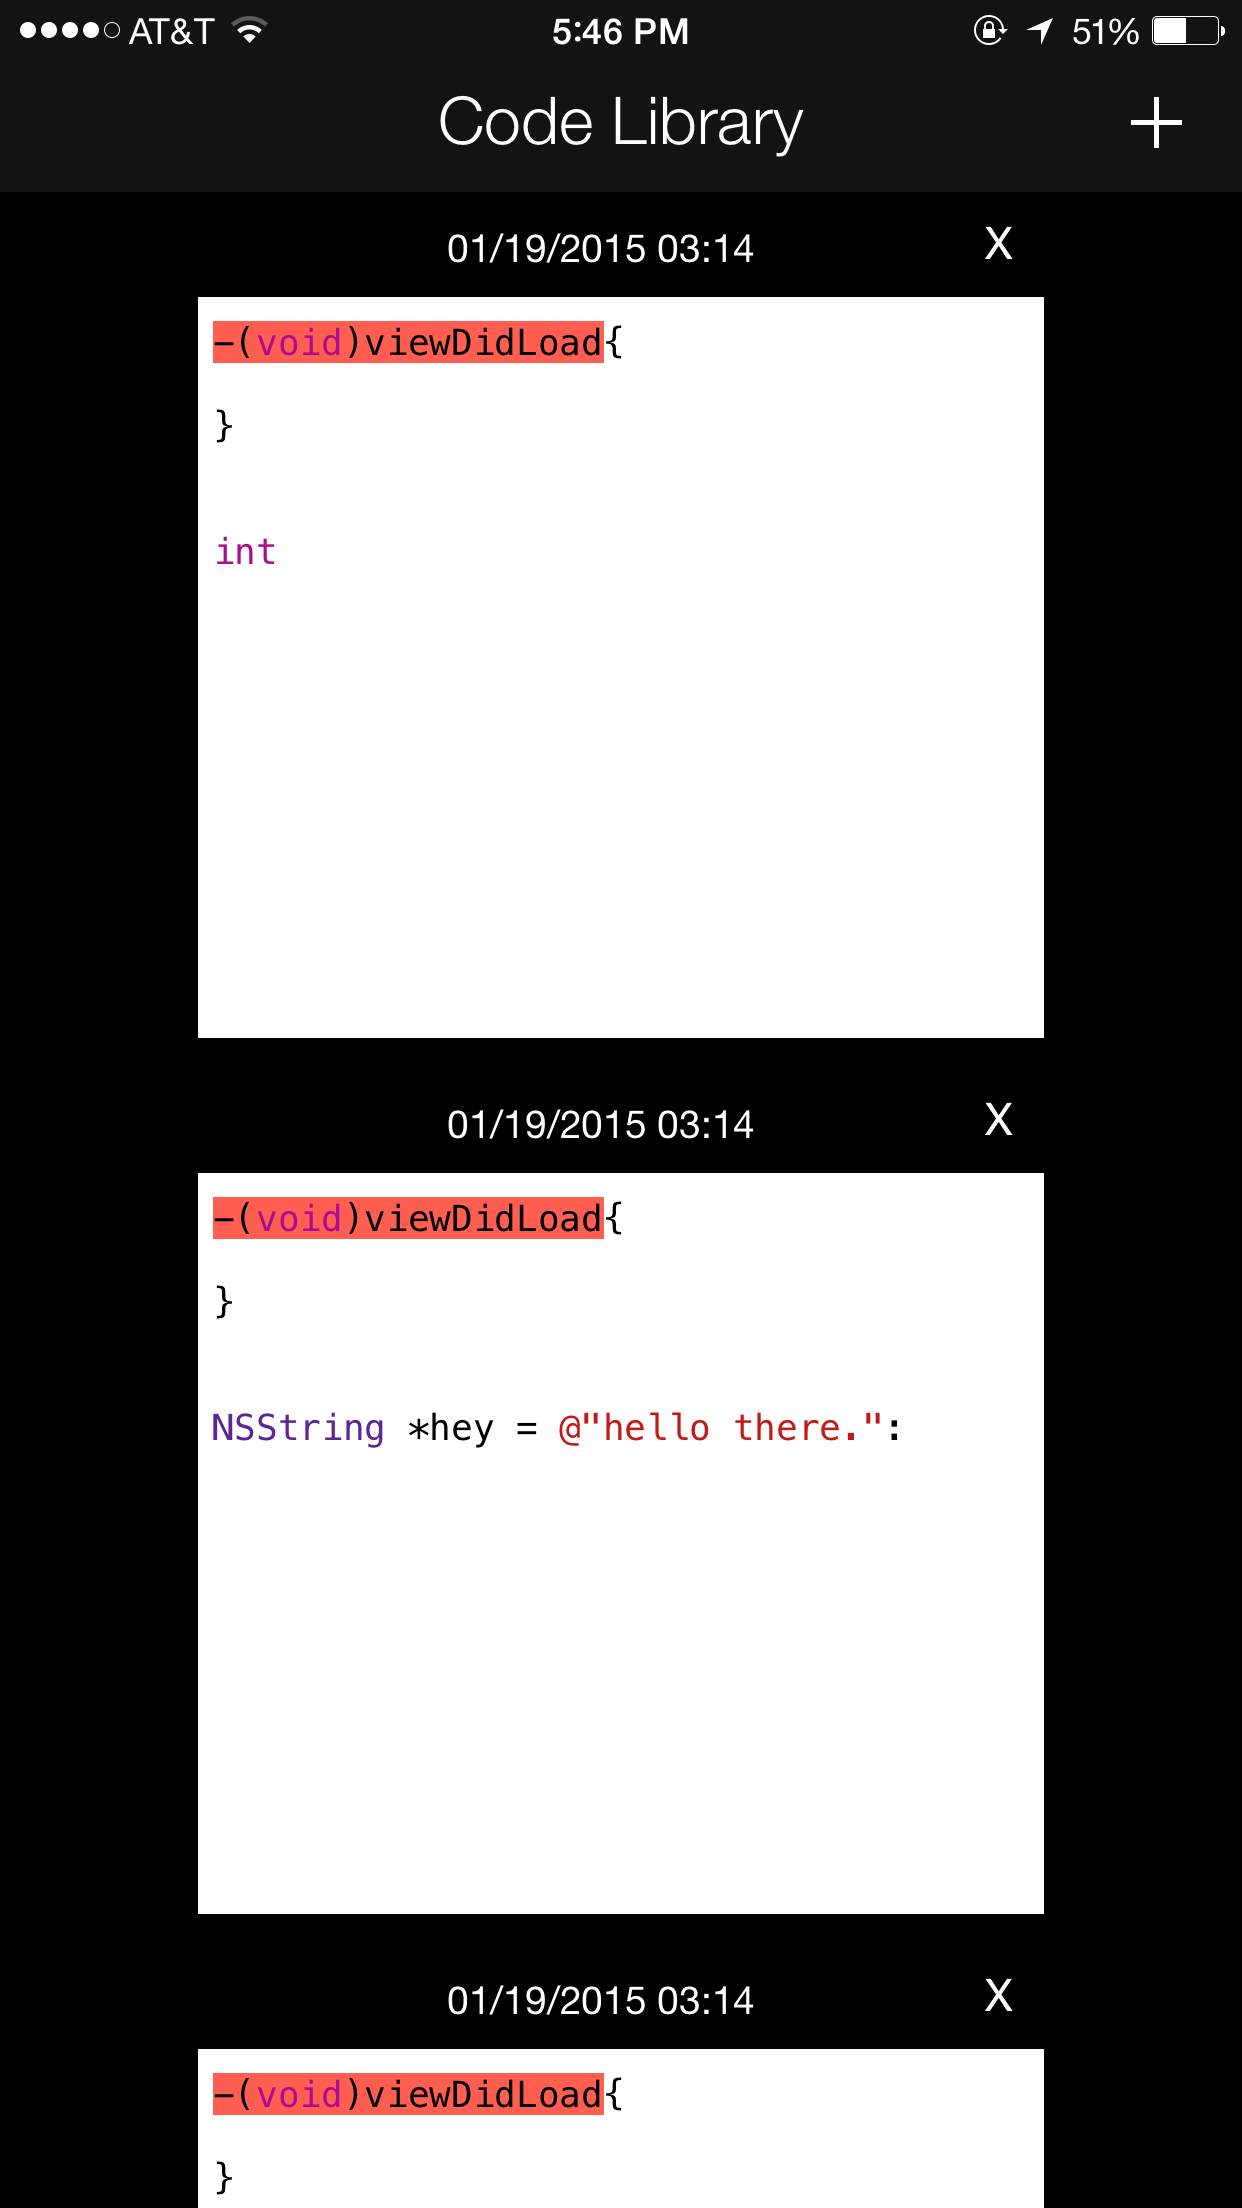 AT&T 5:46 PM 51%
Code Library +
01/19/2015 03:14 X
-(void)viewDidLoad{
}
int
01/19/2015 03:14 X
-(void)viewDidLoad{
}
NSString *hey = @"hello there.":
01/19/2015 03:14 X
-(void)viewDidLoad{
}